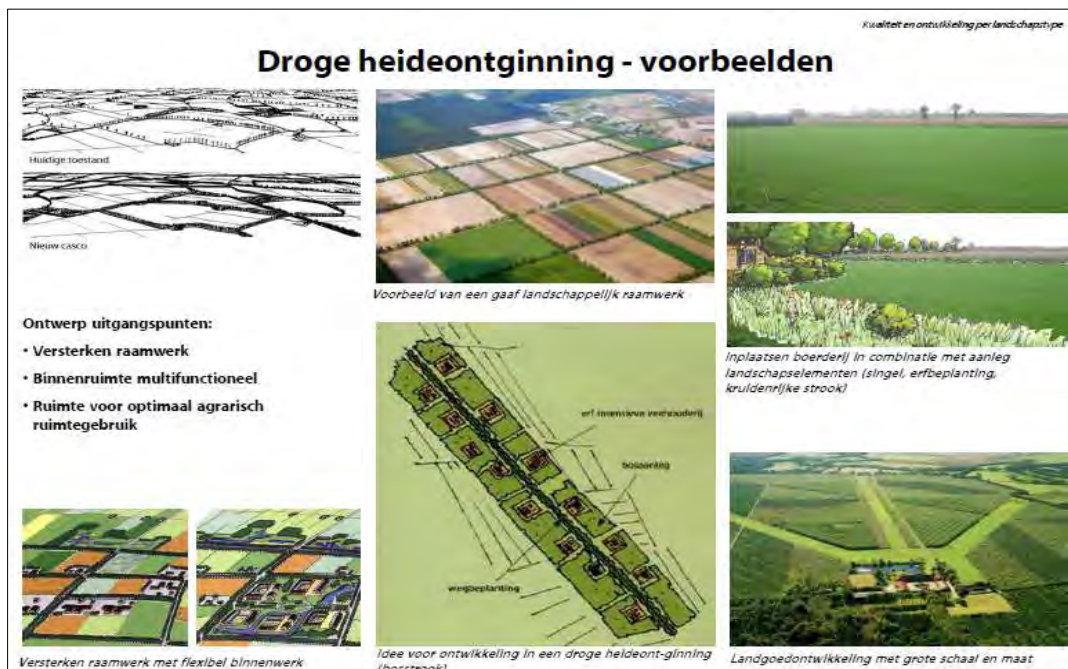 Kwaliteit en ontwikkeling per landschapstype
Droge heideontginning - voorbeelden
Huidige toestand
Nieuw casco
Ontwerp uitgangspunten:
• Versterken raamwerk
• Binnenruimte multifunctioneel
• Ruimte voor optimaal agrarisch
ruimtegebruik
Versterken raamwerk met flexibel binnenwerk
Voorbeeld van een gaaf landschappelijk raamwerk
erf intensieve veehouderij
bosaanleg
wegbeplanting
Idee voor ontwikkeling in een droge heideont-ginning
(bosstrook)
Inplaatsen boerderij in combinatie met aanleg
landschapselementen (singel, erfbeplanting,
kruidenrijke strook)
Landgoedontwikkeling met grote schaal en maat